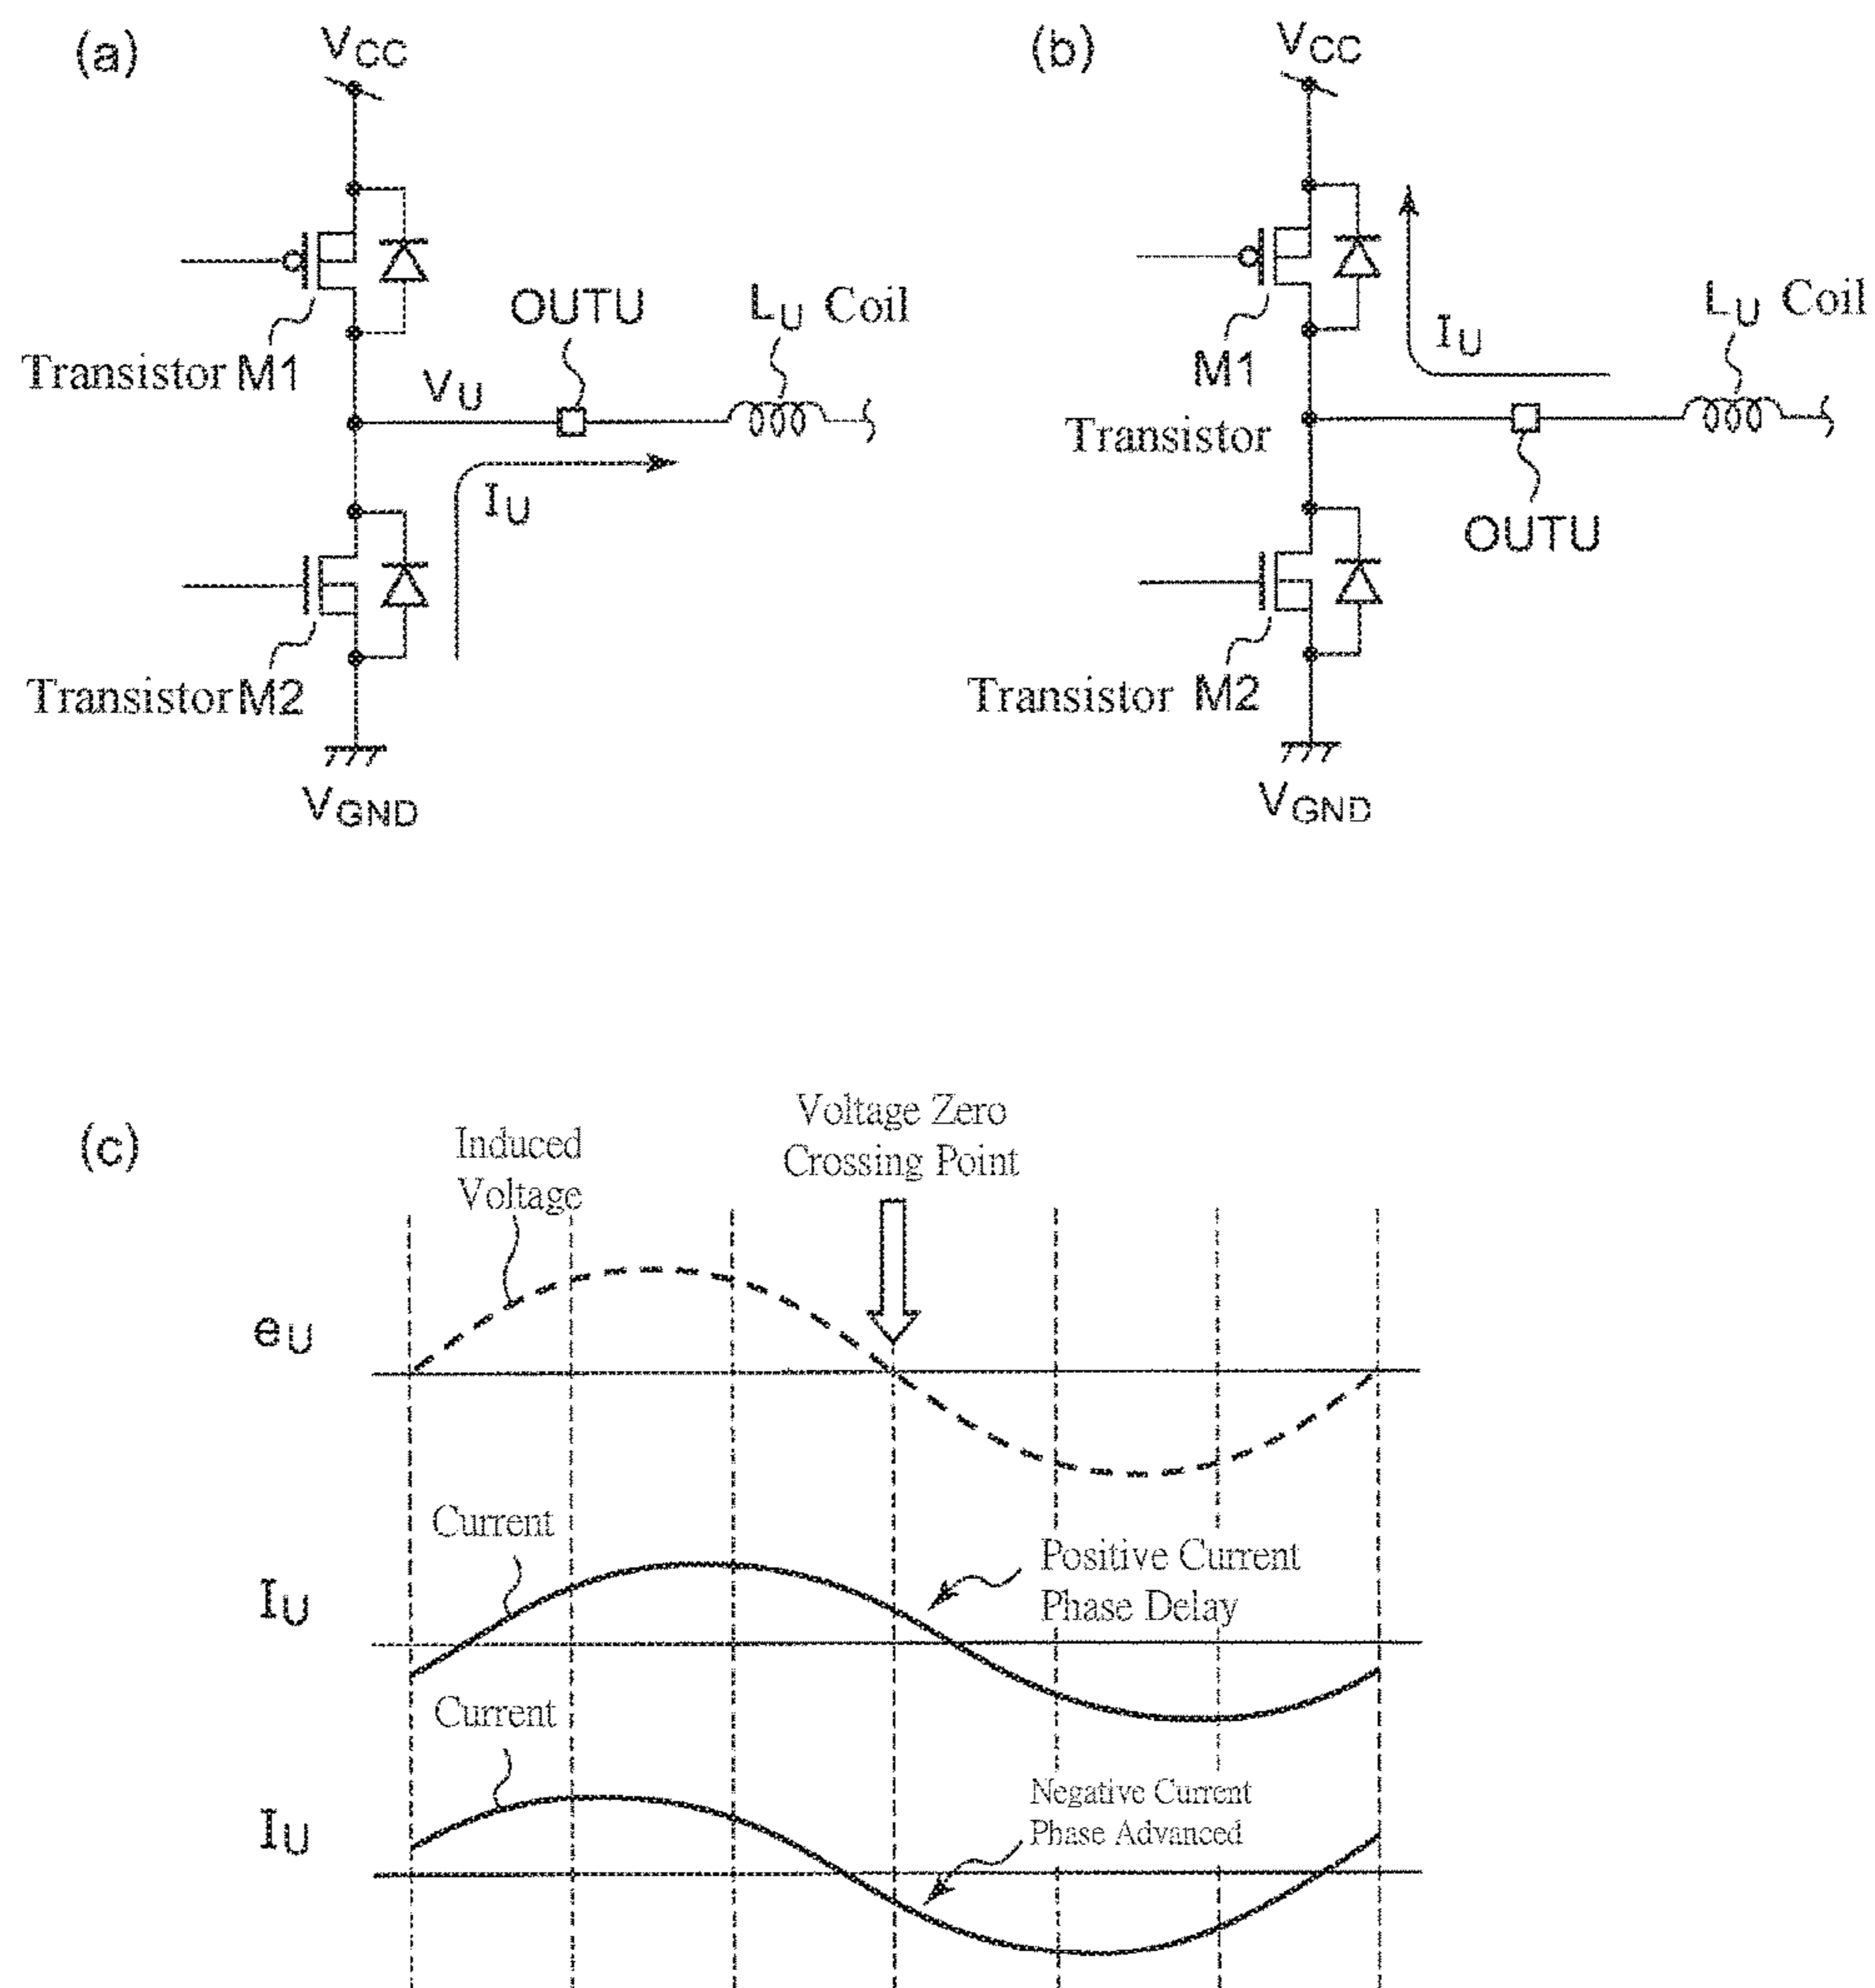 (a)
VCC
Transistor M1
VU
OUTU
LU Coil
IU
Transistor M2
VGND
(b)
VCC
M1
Transistor
IU
LU Coil
OUTU
Transistor M2
VGND
(c)
Induced
Voltage
Voltage Zero
Crossing Point
eU
Current
IU
Positive Current
Phase Delay
Current
IU
Negative Current
Phase Advanced